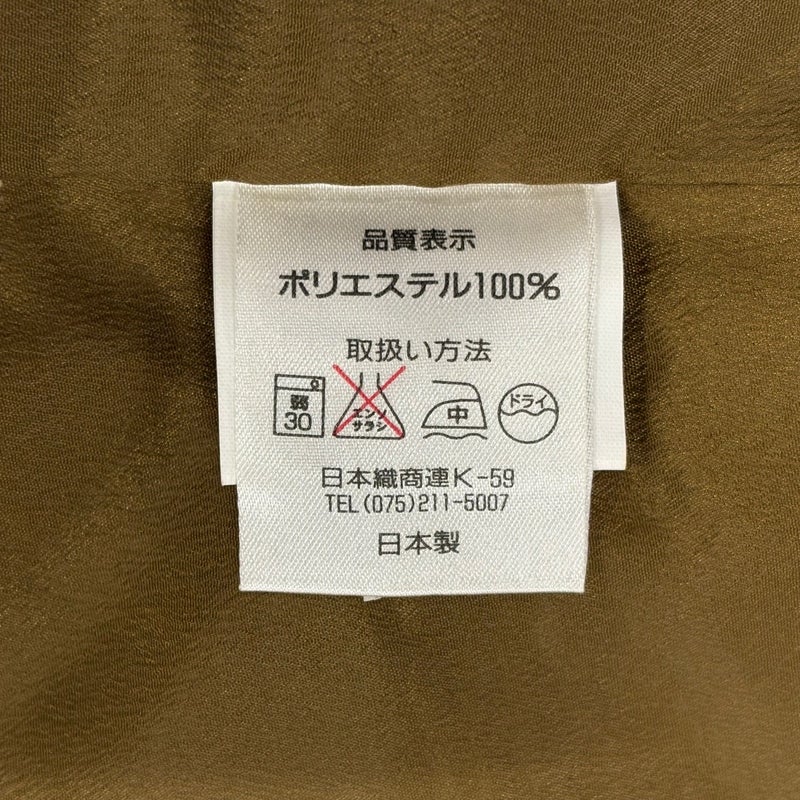 品質表示
ポリエステル100%
取扱い方法
弱
30
エンソ
サラシ
中
ドライ
日本織商連K-59
TEL(075)211-5007
日本製